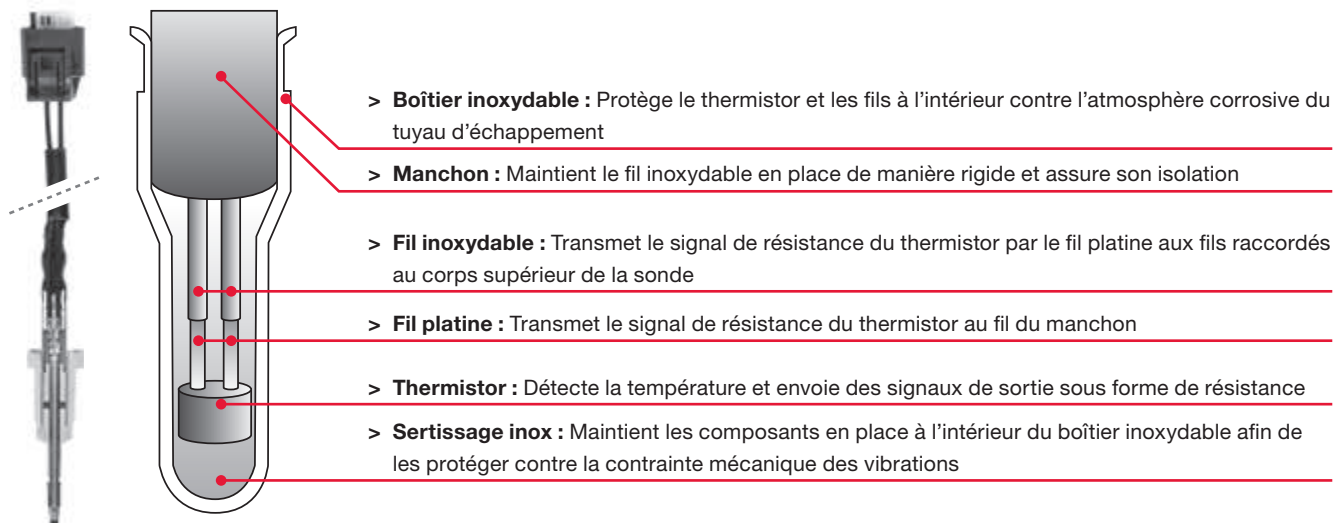 > Boîtier inoxydable : Protège le thermistor et les fils à l’intérieur contre l’atmosphère corrosive du
tuyau d’échappement
> Manchon : Maintient le fil inoxydable en place de manière rigide et assure son isolation
> Fil inoxydable : Transmet le signal de résistance du thermistor par le fil platine aux fils raccordés
au corps supérieur de la sonde
> Fil platine : Transmet le signal de résistance du thermistor au fil du manchon
> Thermistor : Détecte la température et envoie des signaux de sortie sous forme de résistance
> Sertissage inox : Maintient les composants en place à l’intérieur du boîtier inoxydable afin de
les protéger contre la contrainte mécanique des vibrations